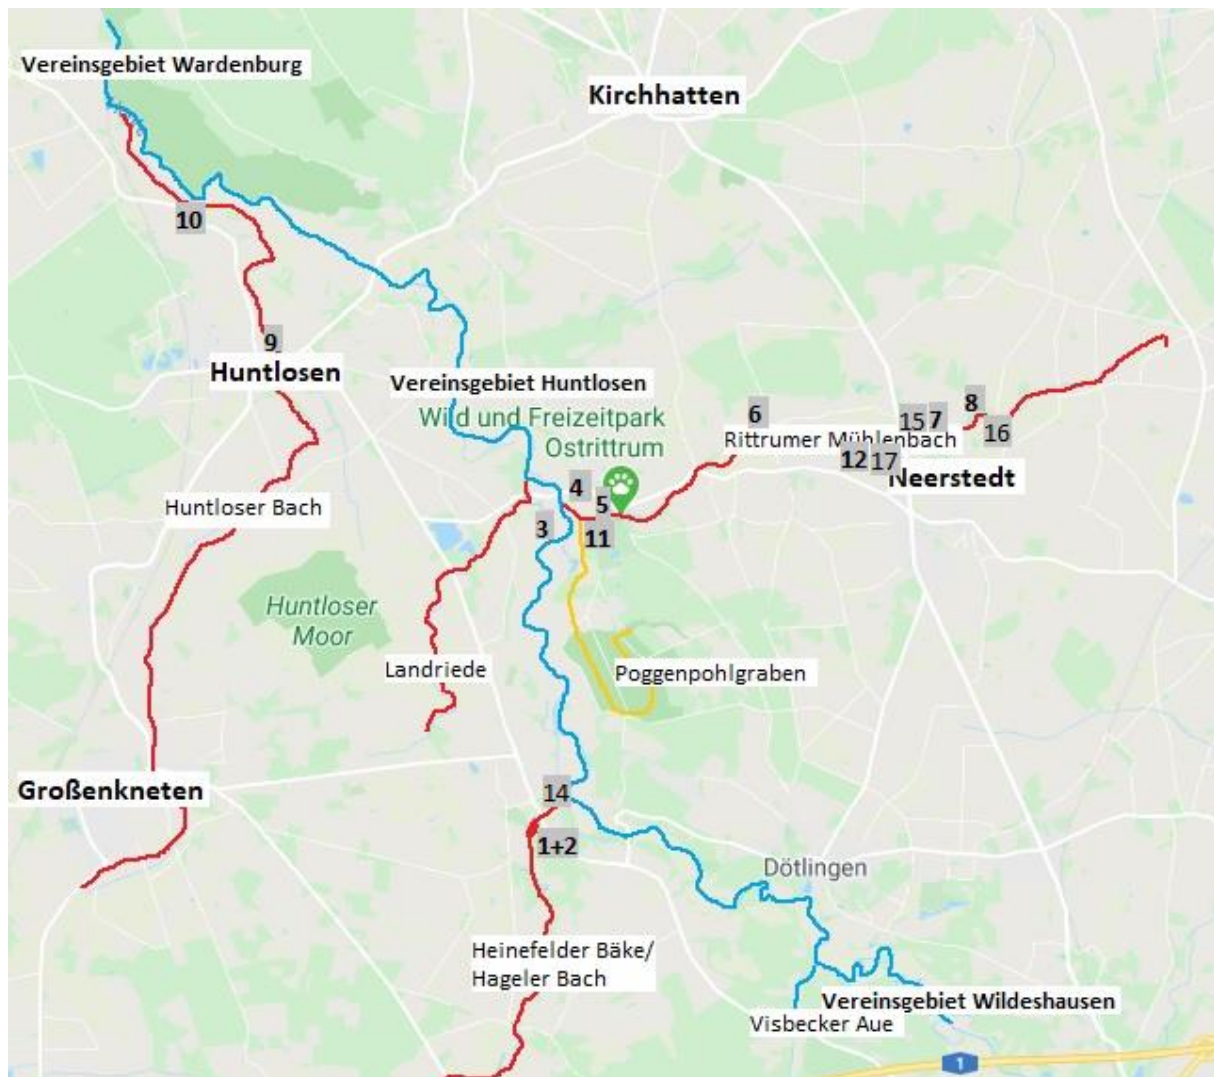 Vereinsgebiet Wardenburg
Kirchhatten
10
9
Huntlosen
Vereinsgebiet Huntlosen
Wild und Freizeitpark
Ostrittrum
6
15
7
8
16
Rittrumer Mühlenbach
12
17
Neerstedt
4
5
3
11
Huntloser Bach
Huntloser
Moor
Landriede
Poggenpohlgraben
Großenkneten
14
1+2
Dötlingen
Heinefelder Bäke/
Hageler Bach
Vereinsgebiet Wildeshausen
Visbecker Aue
1